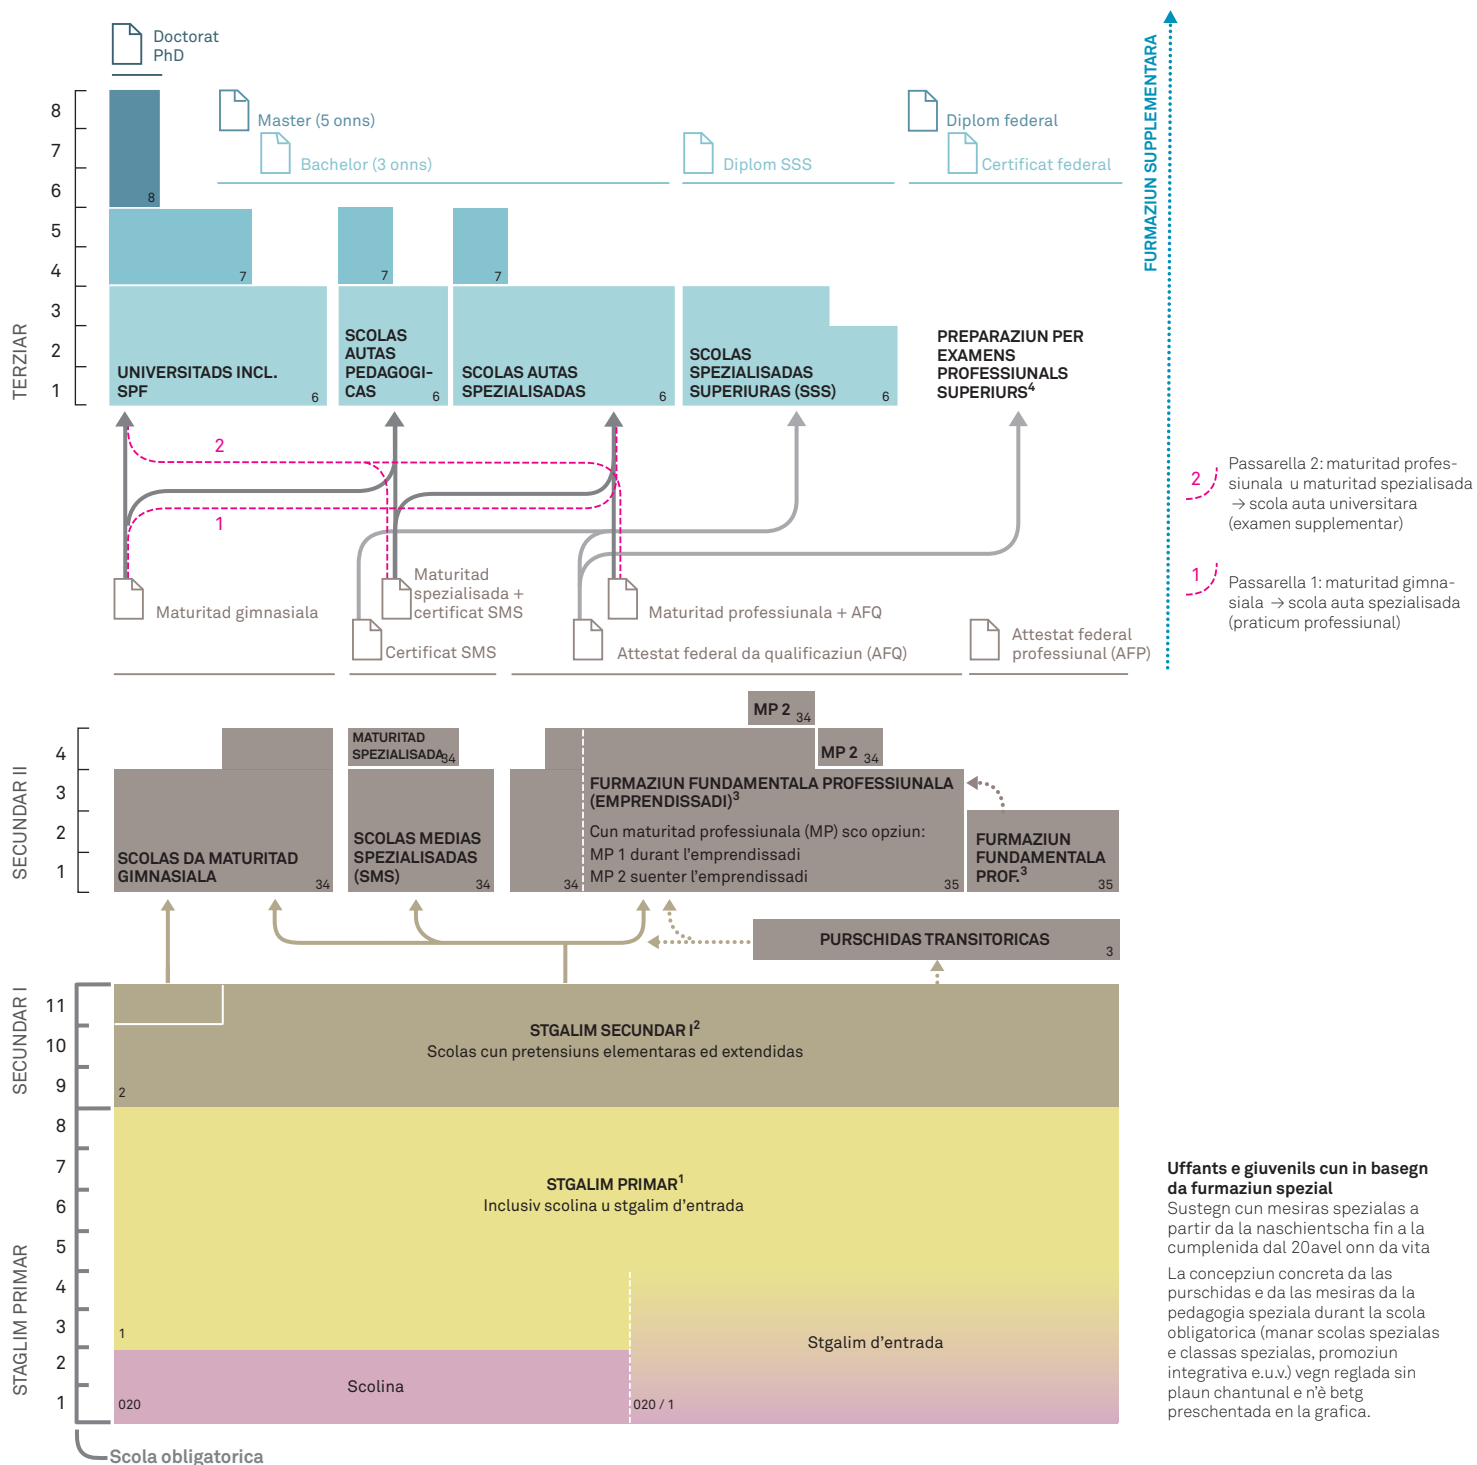 Doctorat
PhD
8
7
6
5
4
3
2
1
TERZIAR
Master (5 onns)
Bachelor (3 onns)
Diplom SSS
Diplom federal
Certificat federal
FURMAZIUN SUPPLEMENTARA
8
7
7
7
UNIVERSITADS INCL.
SPF
6
SCOLAS
AUTAS
PEDAGOGI-
CAS
6
SCOLAS AUTAS
SPEZIALISADAS
6
SCOLAS
SPEZIALISADAS
SUPERIURAS (SSS)
6
PREPARAZIUN PER
EXAMENS
PROFESSIUNALS
SUPERIURS4
2
1
2
Passarella 2: maturitad profes-
siunala u maturitad spezialisada
→ scola auta universitara
(examen supplementar)
1
Passarella 1: maturitad gimna-
siala → scola auta spezialisada
(praticum professiunal)
Maturitad gimnasiala
Maturitad
spezialisada +
certificat SMS
Maturitad professiunala + AFQ
Certificat SMS
Attestat federal da qualificaziun (AFQ)
Attestat federal
professiunal (AFP)
SECUNDAR II
4
3
2
1
SCOLAS DA MATURITAD
GIMNASIALA
34
MATURITAD
SPEZIALISADA
34
SCOLAS MEDIAS
SPEZIALISADAS
(SMS)
34
34
MP 2 34
MP 2 34
FURMAZIUN FUNDAMENTALA PROFESSIUNALA
(EMPRENDISSADI)3
Cun maturitad professiunala (MP) sco opziun:
MP 1 durant l'emprendissadi
MP 2 suenter l'emprendissadi
35
FURMAZIUN
FUNDAMENTALA
PROF.3
35
PURSCHIDAS TRANSITORICAS
3
SECUNDAR I
11
10
9
STGALIM SECUNDAR I2
Scolas cun pretensiuns elementaras ed extendidas
2
STAGLIM PRIMAR
8
7
6
5
4
3
2
1
STGALIM PRIMAR1
Inclusiv scolina u stgalim d'entrada
1
Scolina
020
Stgalim d'entrada
020 / 1
Scola obligatorica
Uffants e giuvenils cun in basegn
da furmaziun spezial
Sustegn cun mesiras spezialas a
partir da la naschientscha fin a la
cumplenida dal 20avel onn da vita
La concepziun concreta da las
purschidas e da las mesiras da la
pedagogia speziala durant la scola
obligatorica (manar scolas spezialas
e classas spezialas, promoziun
integrativa e.u.v.) vegn reglada sin
plaun chantunal e n'è betg
preschentada en la grafica.